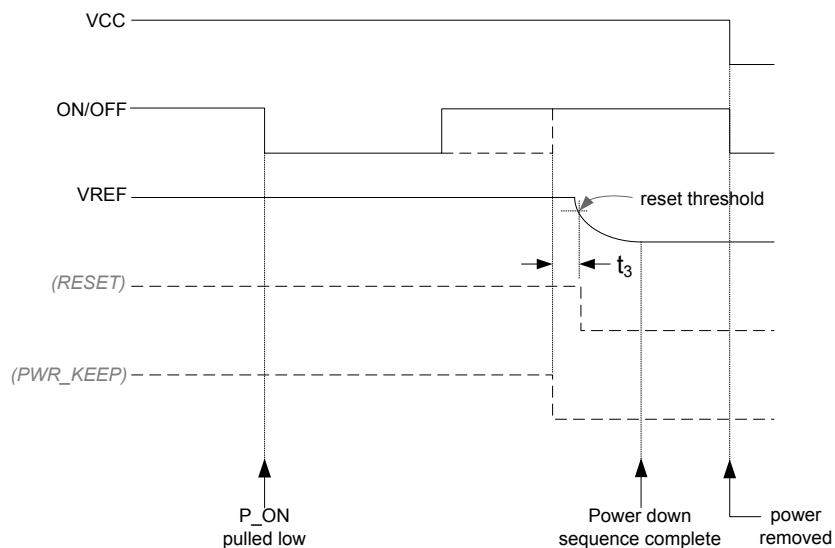 VCC
ON/OFF
VREF
reset threshold
t3
(RESET)
(PWR_KEEP)
P_ON
pulled low
Power down
sequence complete
power
removed